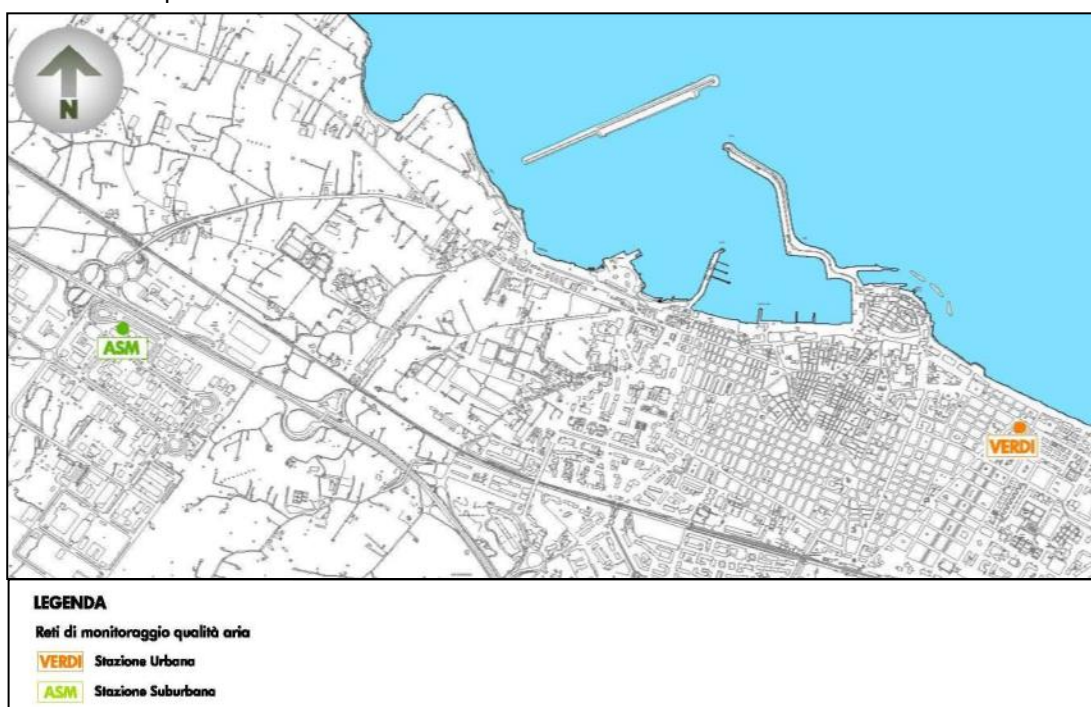 N
ASM
VERDI
LEGENDA
Reti di monitoraggio qualità aria
VERDI Stazione Urbana
ASM Stazione Suburbana